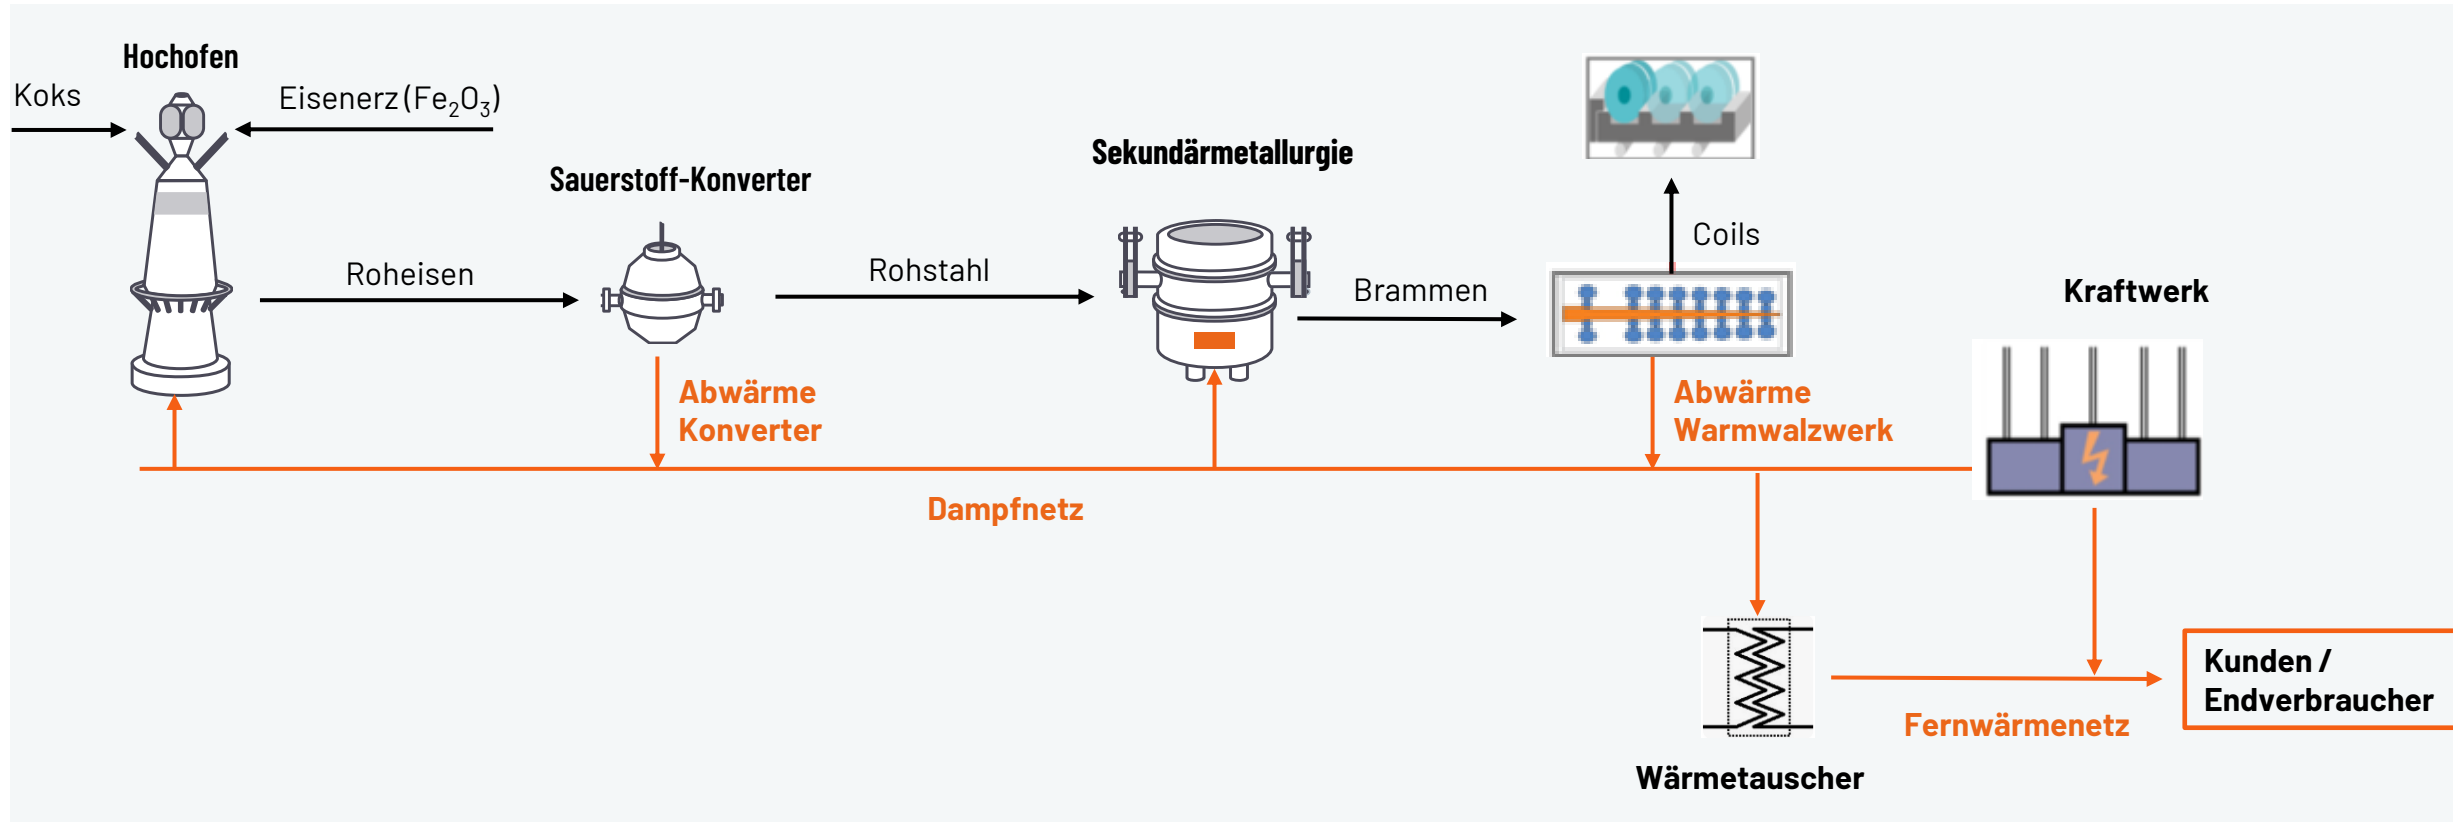 Hochofen
Koks
Eisenerz (Fe₂O₃)
Sauerstoff-Konverter
Sekundärmetallurgie
Roheisen
Rohstahl
Brammen
Coils
Kraftwerk
Abwärme
Konverter
Abwärme
Warmwalzwerk
Dampfnetz
Kunden /
Endverbraucher
Fernwärmenetz
Wärmetauscher